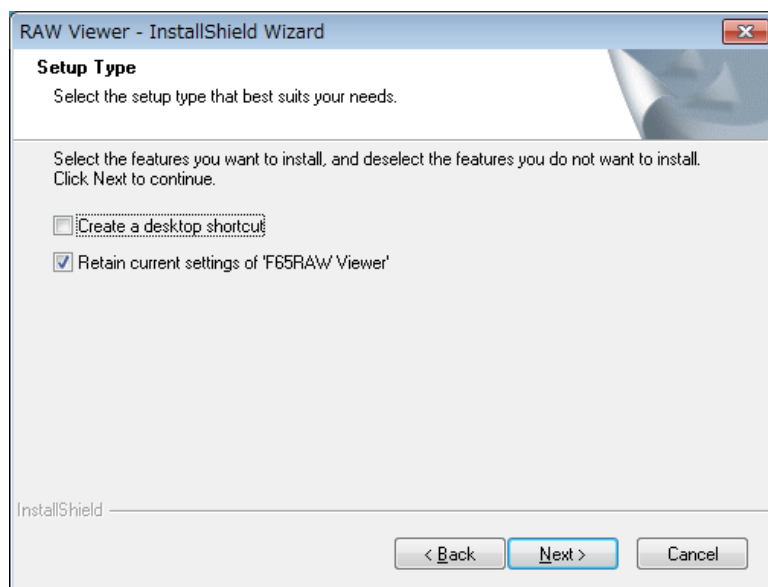 RAW Viewer - InstallShield Wizard
Setup Type
Select the setup type that best suits your needs.
Select the features you want to install, and deselect the features you do not want to install.
Click Next to continue.
Create a desktop shortcut
Retain current settings of 'F65RAW Viewer'
InstallShield
< Back Next > Cancel